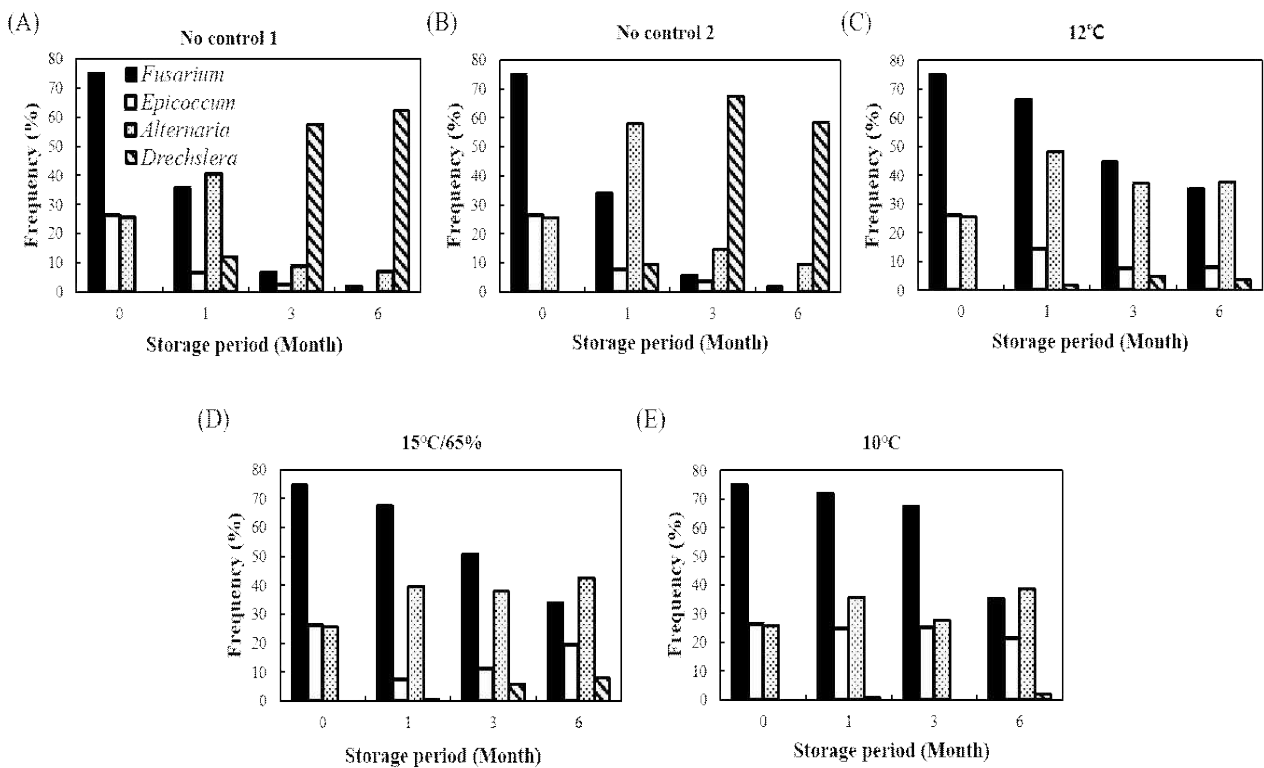 (A)
No control 1
80
70
60
50
40
30
20
10
0
Frequency (%)
Fusarium
Epicoccum
Alternaria
Drechslera
0 1 3 6
Storage period (Month)
(B)
No control 2
80
70
60
50
40
30
20
10
0
Frequency (%)
0 1 3 6
Storage period (Month)
(C)
12℃
80
70
60
50
40
30
20
10
0
Frequency (%)
0 1 3 6
Storage period (Month)
(D)
15℃/65%
80
70
60
50
40
30
20
10
0
Frequency (%)
0 1 3 6
Storage period (Month)
(E)
10℃
80
70
60
50
40
30
20
10
0
Frequency (%)
0 1 3 6
Storage period (Month)